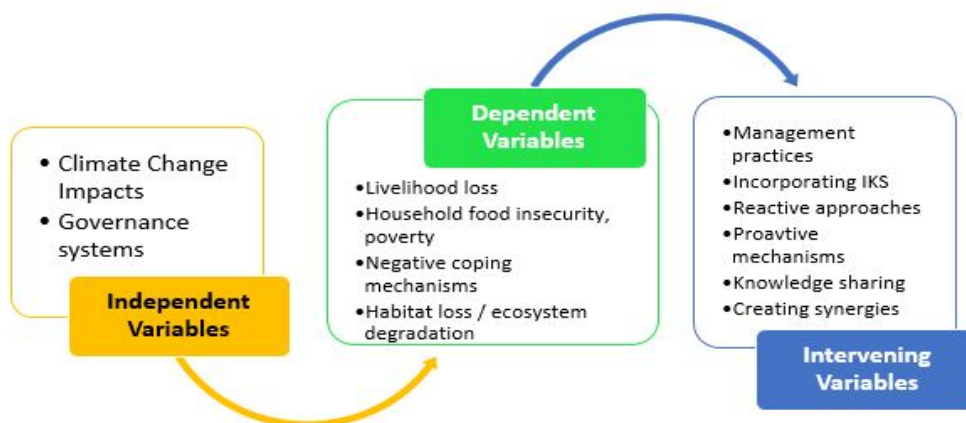 • Climate Change
Impacts
• Governance
systems
Independent
Variables
Dependent
Variables
•Livelihood loss
•Household food insecurity,
poverty
•Negative coping
mechanisms
•Habitat loss / ecosystem
degradation
•Management
practices
•Incorporating IKS
•Reactive approaches
•Proavtive
mechanisms
•Knowledge sharing
•Creating synergies
Intervening
Variables